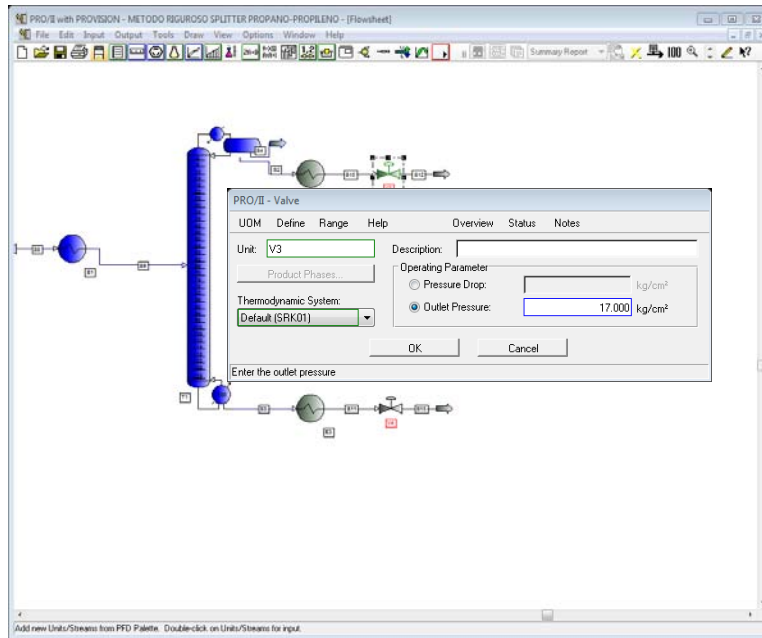 PRO/II with PROVISION - METODO RIGUROSO SPLITTER PROPANO-PROPILENO - [Flowsheet]
File Edit Input Output Tools Draw View Options Window Help
Summary Report
100
PRO/II - Valve
UOM Define Range Help Overview Status Notes
Unit: V3 Description:
Product Phases...
Operating Parameter
Pressure Drop: kg/cm²
Thermodynamic System:
Outlet Pressure: 17.000 kg/cm²
Default (SRK01)
OK Cancel
Enter the outlet pressure
T1
Add new Units/Streams from PFD Palette. Double-click on Units/Streams for input.